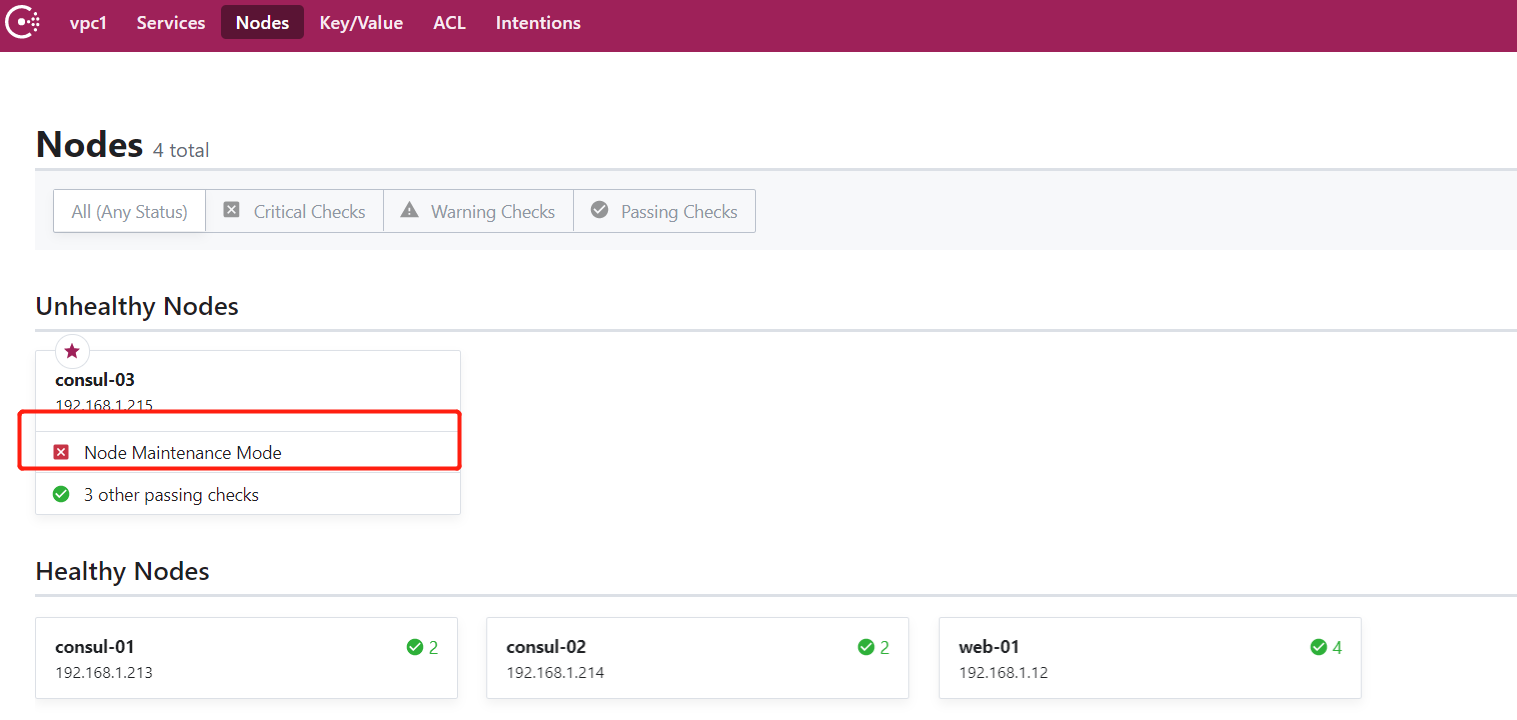 vpc1 Services Nodes Key/Value ACL Intentions
Nodes 4 total
All (Any Status) Critical Checks Warning Checks Passing Checks
Unhealthy Nodes
consul-03
192.168.1.215
Node Maintenance Mode
3 other passing checks
Healthy Nodes
consul-01 2
192.168.1.213
consul-02 2
192.168.1.214
web-01 4
192.168.1.12